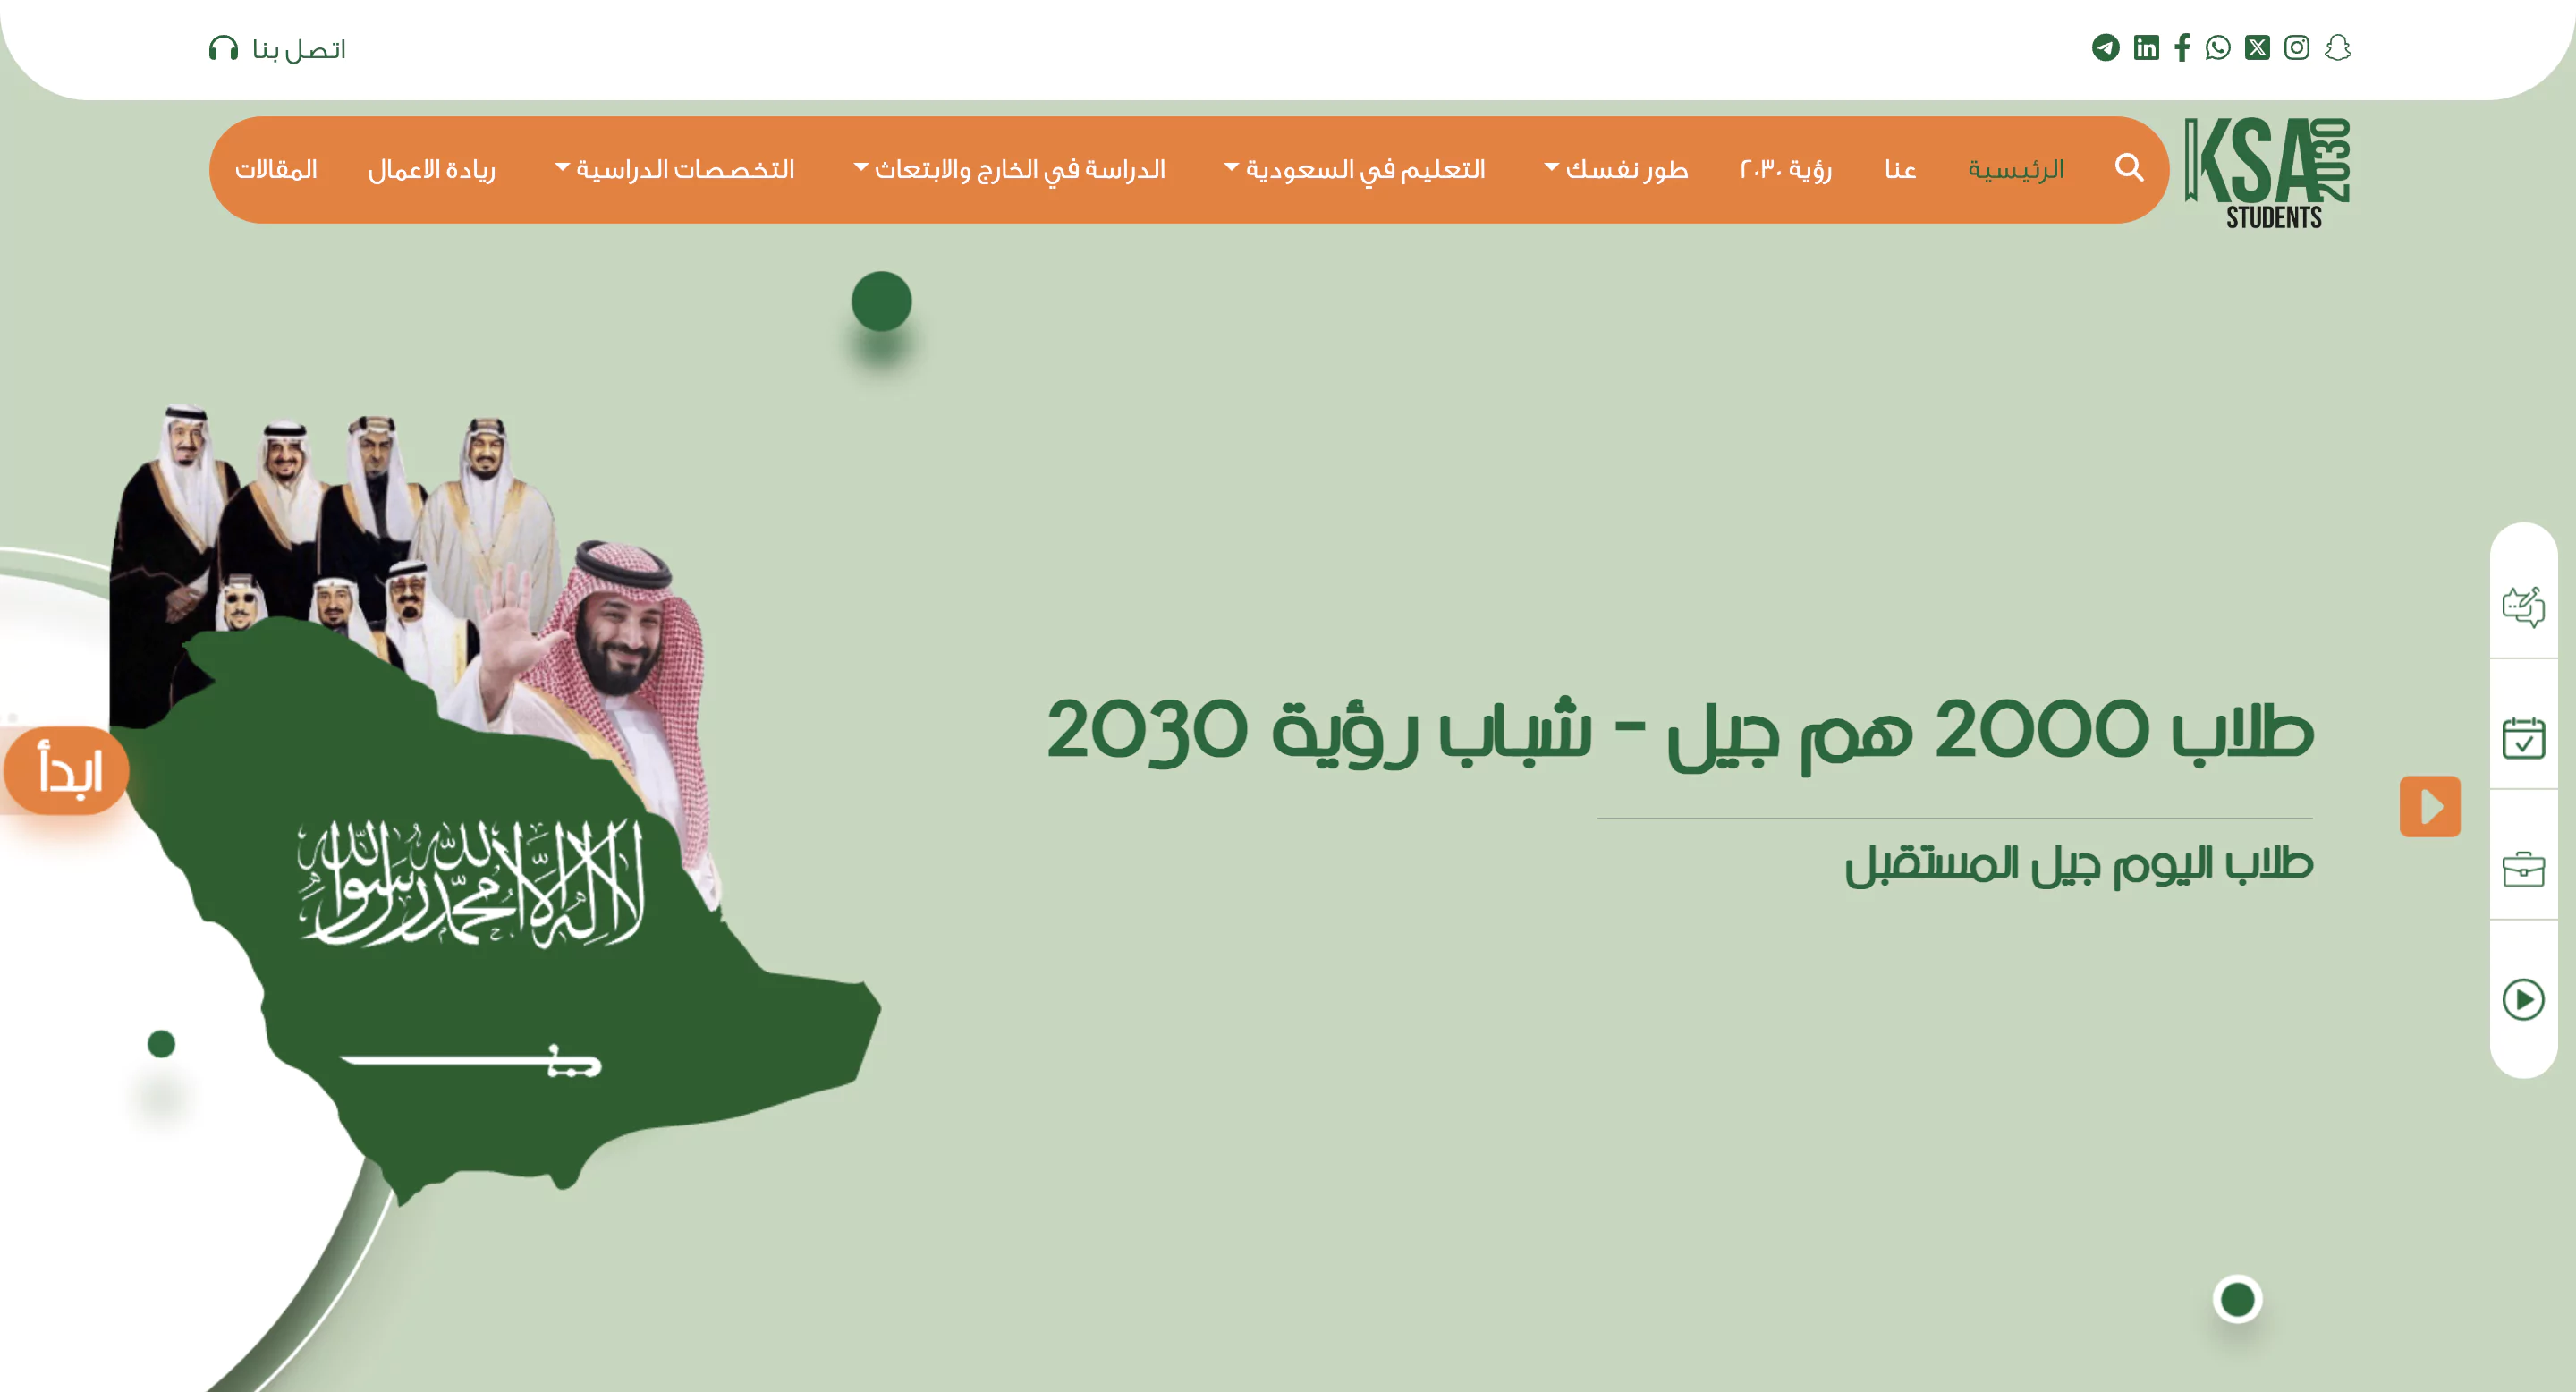 اتصل بنا
KSA
2030
STUDENTS
الرئيسية
عنا
رؤية ٢٠٣٠
طور نفسك
التعليم في السعودية
الدراسة في الخارج والابتعاث
التخصصات الدراسية
ريادة الاعمال
المقالات
طلاب 2000 هم جيل - شباب رؤية 2030
طلاب اليوم جيل المستقبل
ابدأ
لا إله إلا الله محمد رسول الله